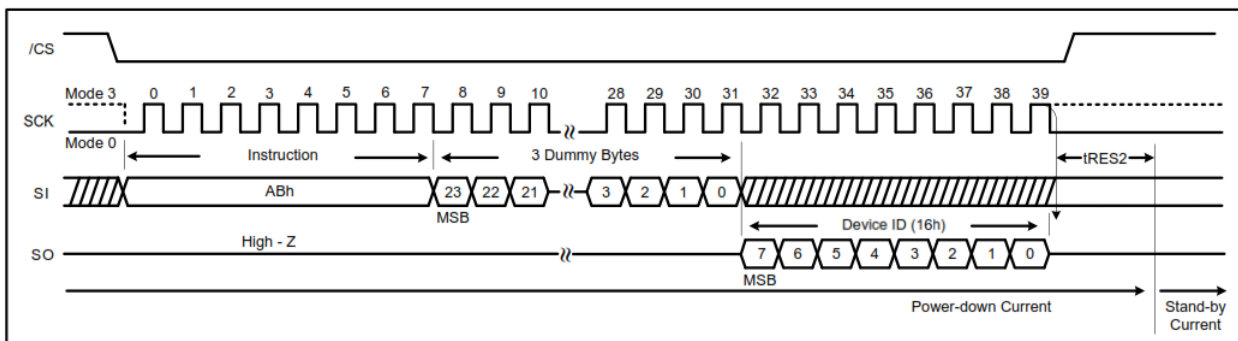 /CS
Mode 3 0 1 2 3 4 5 6 7 8 9 10 28 29 30 31 32 33 34 35 36 37 38 39
SCK
Mode 0
Instruction 3 Dummy Bytes tRES2
SI ABh 23 22 21 3 2 1 0
MSB
Device ID (16h)
High - Z
SO 7 6 5 4 3 2 1 0
MSB
Power-down Current Stand-by
Current